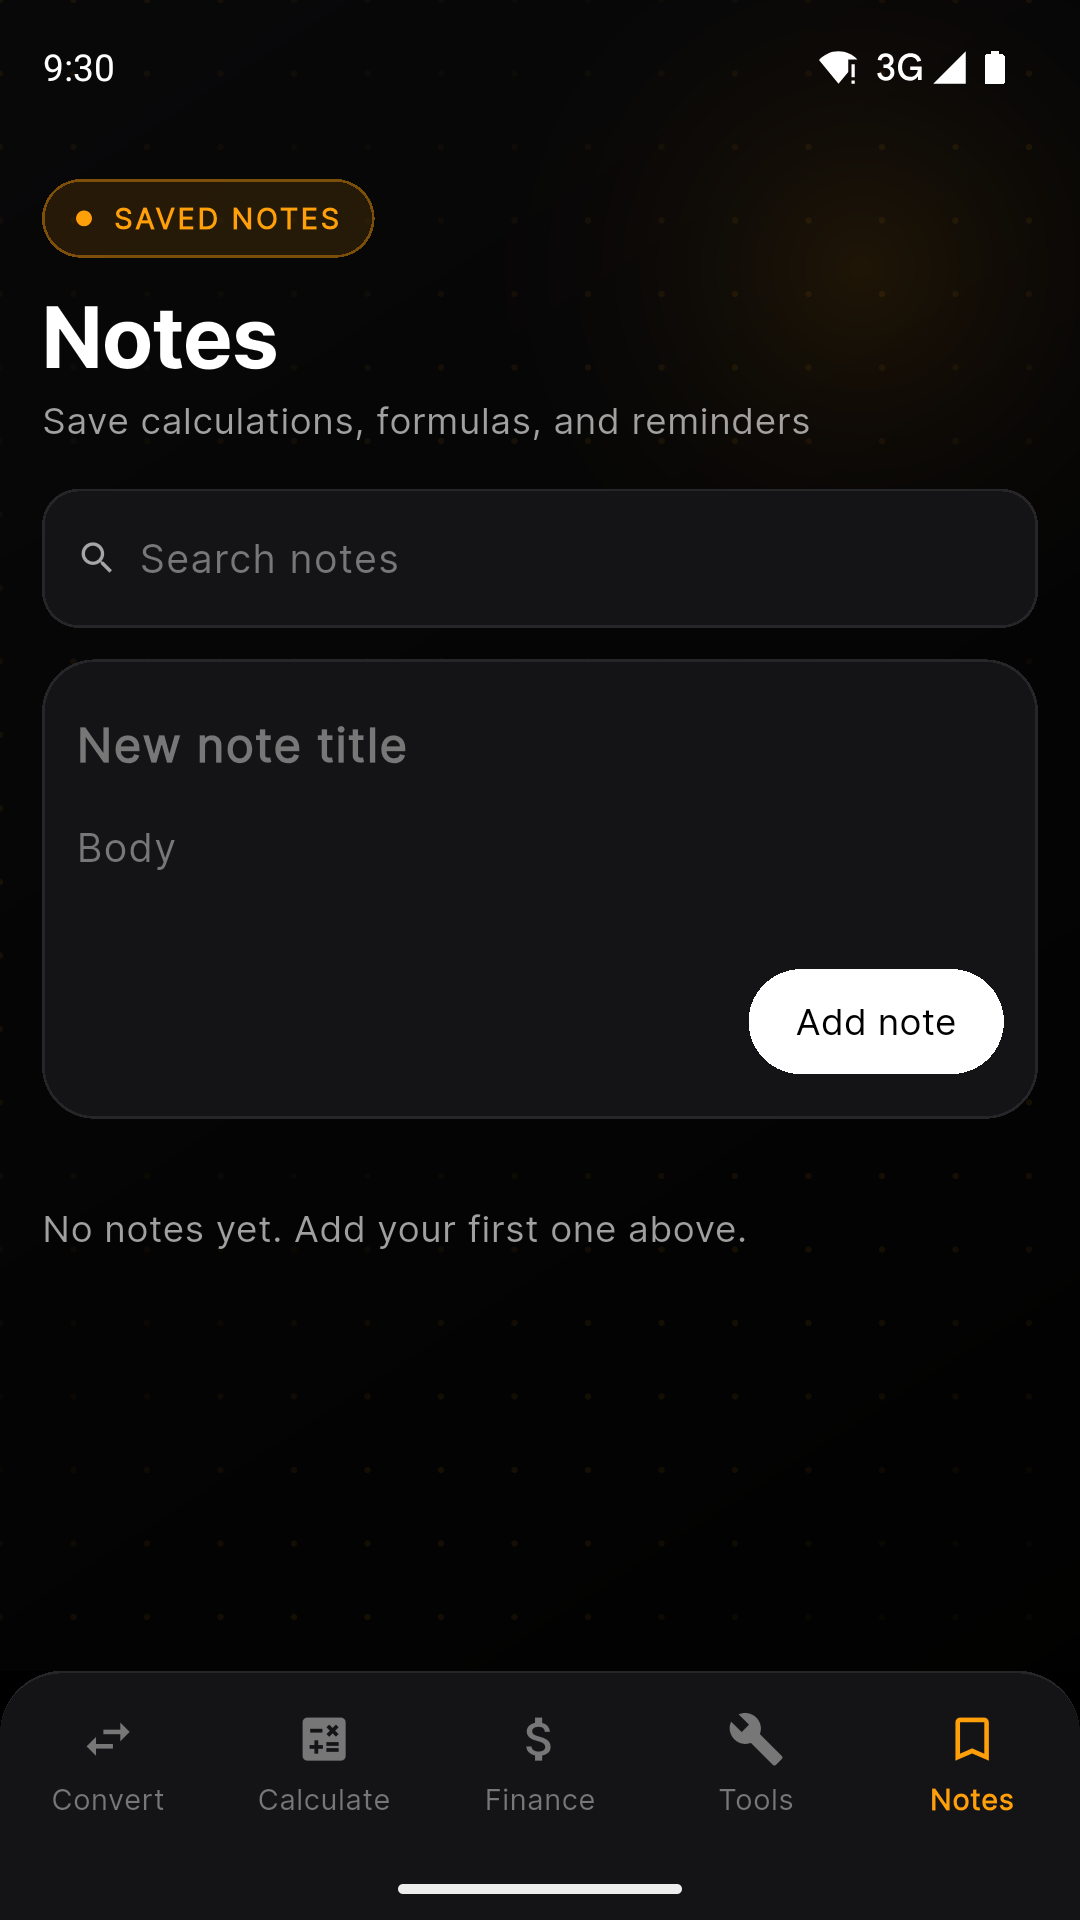 9:30
3G
SAVED NOTES
Notes
Save calculations, formulas, and reminders
Search notes
New note title
Body
Add note
No notes yet. Add your first one above.
Convert
Calculate
Finance
Tools
Notes